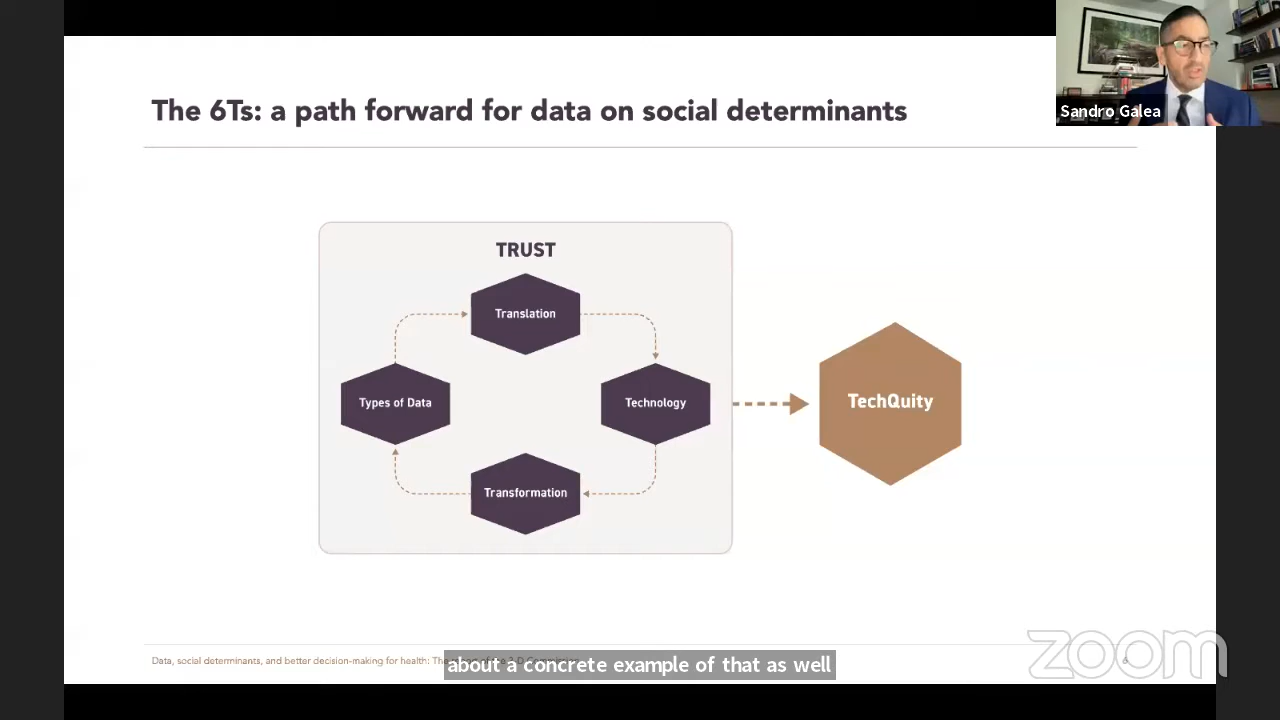 The 6Ts: a path forward for data on social determinants
Sandro Galea
TRUST
Translation
Types of Data
Technology
TechQuity
Transformation
Data, social determinants, and better decision-making for health:
about a concrete example of that as well
zoom
6